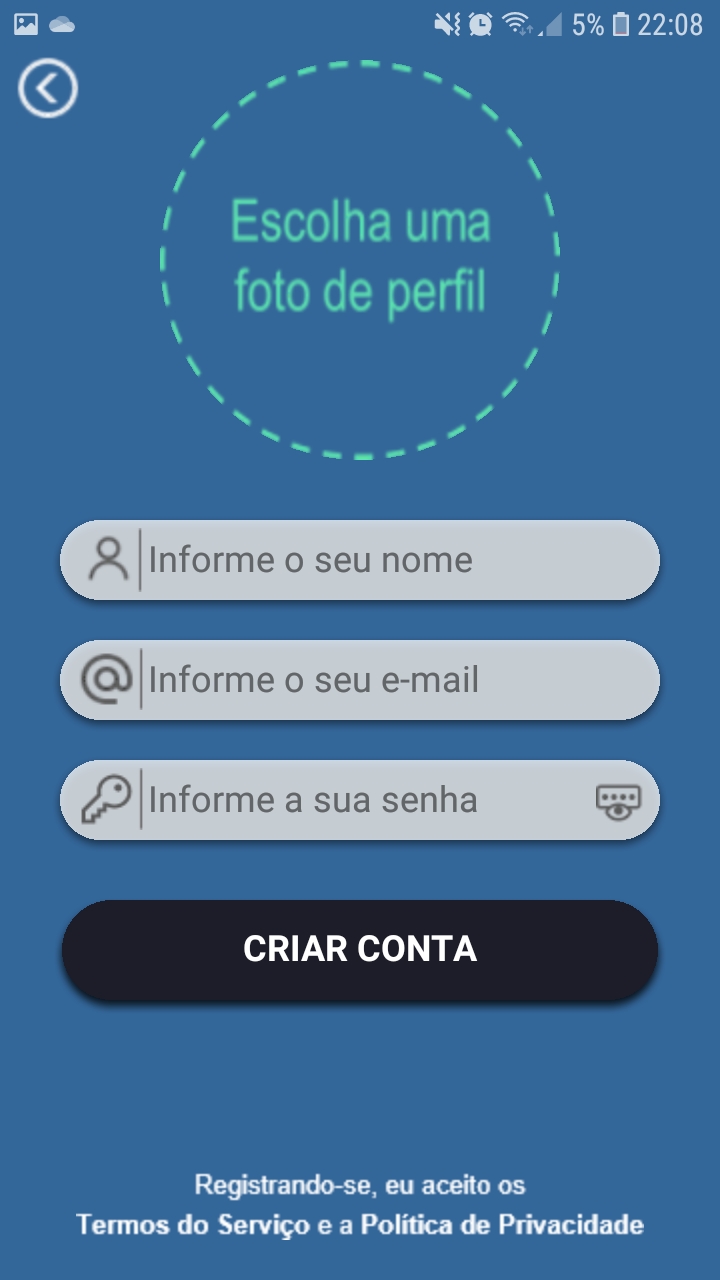 5% 22:08
Escolha uma
foto de perfil
Informe o seu nome
Informe o seu e-mail
Informe a sua senha
CRIAR CONTA
Registrando-se, eu aceito os
Termos do Serviço e a Política de Privacidade